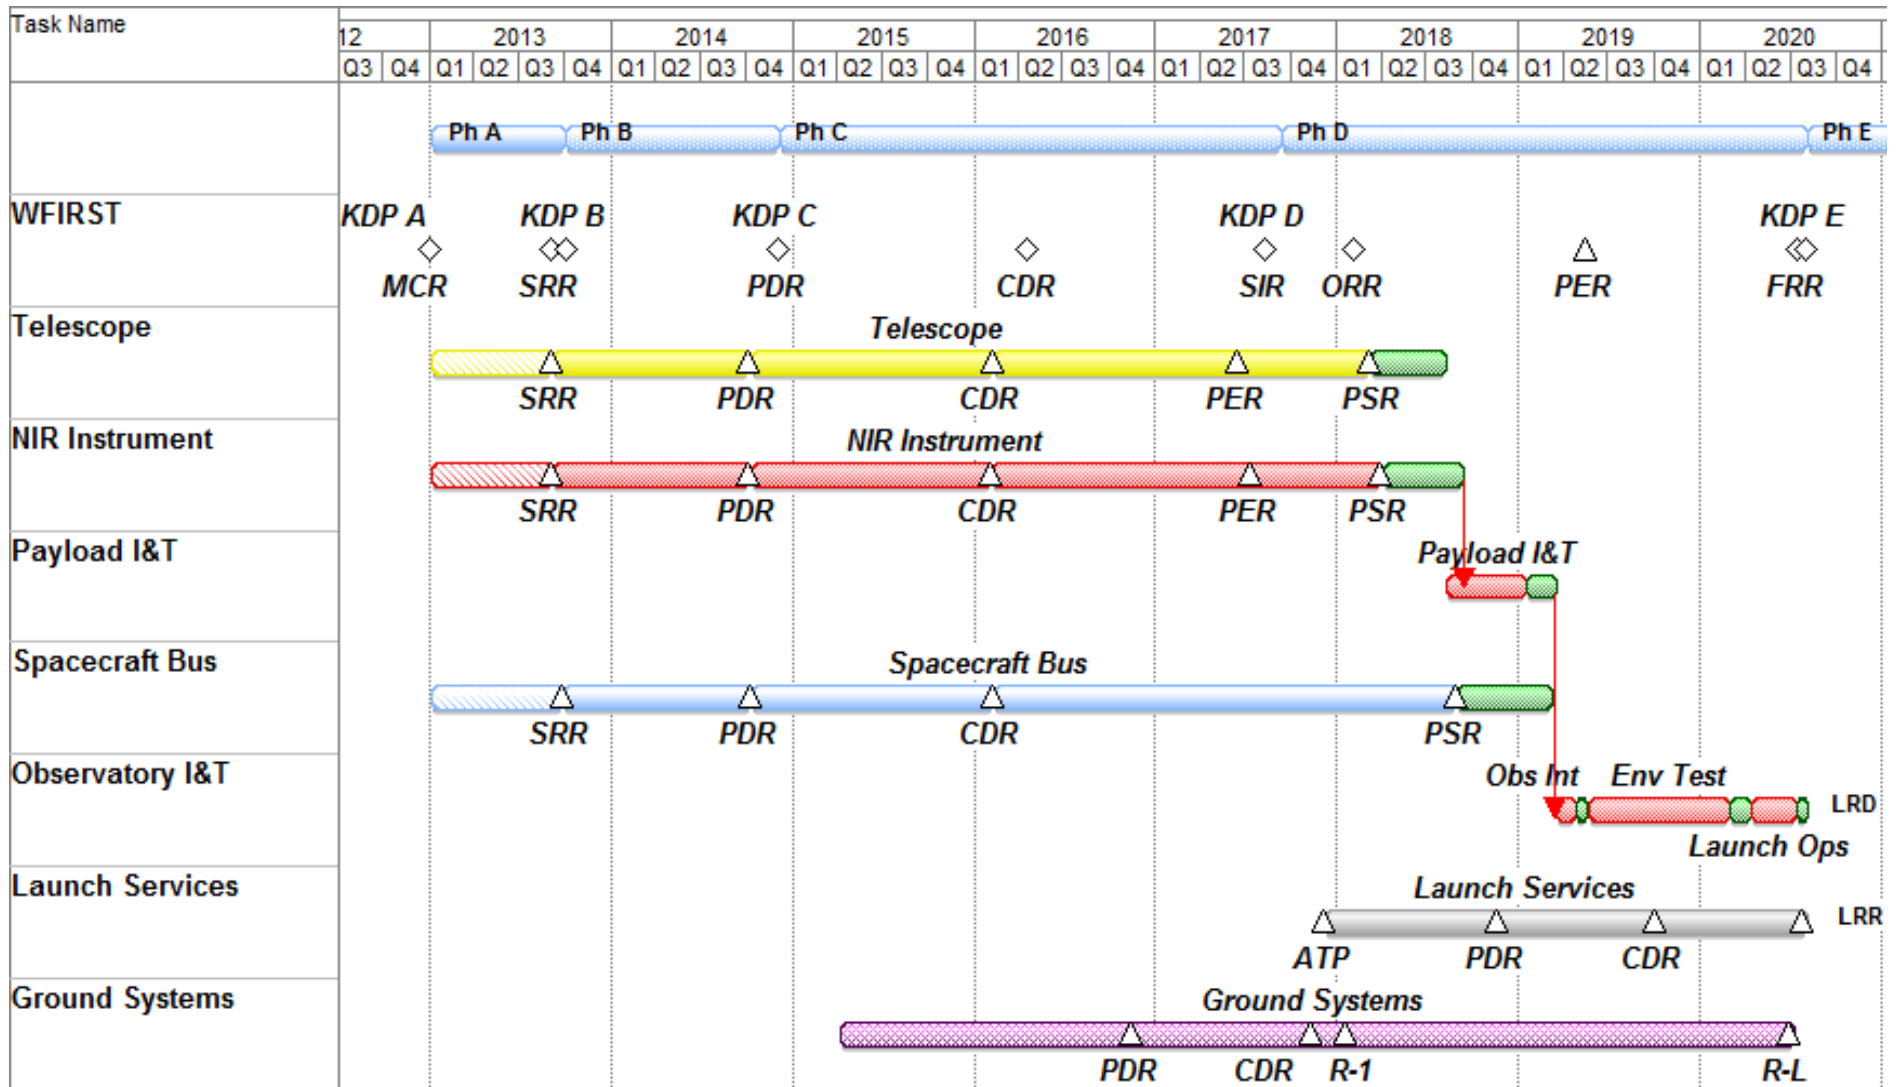 Task Name
12 2013 2014 2015 2016 2017 2018 2019 2020
Q3 Q4 Q1 Q2 Q3 Q4 Q1 Q2 Q3 Q4 Q1 Q2 Q3 Q4 Q1 Q2 Q3 Q4 Q1 Q2 Q3 Q4 Q1 Q2 Q3 Q4 Q1 Q2 Q3 Q4 Q1 Q2 Q3 Q4
Ph A Ph B Ph C Ph D Ph E
WFIRST KDP A KDP B KDP C KDP D KDP E
MCR SRR PDR CDR SIR ORR PER FRR
Telescope Telescope
SRR PDR CDR PER PSR
NIR Instrument NIR Instrument
SRR PDR CDR PER PSR
Payload I&T Payload I&T
Spacecraft Bus Spacecraft Bus
SRR PDR CDR PSR
Observatory I&T Obs Int Env Test
LRD
Launch Ops
Launch Services Launch Services
LRR
ATP PDR CDR
Ground Systems Ground Systems
PDR CDR R-1 R-L